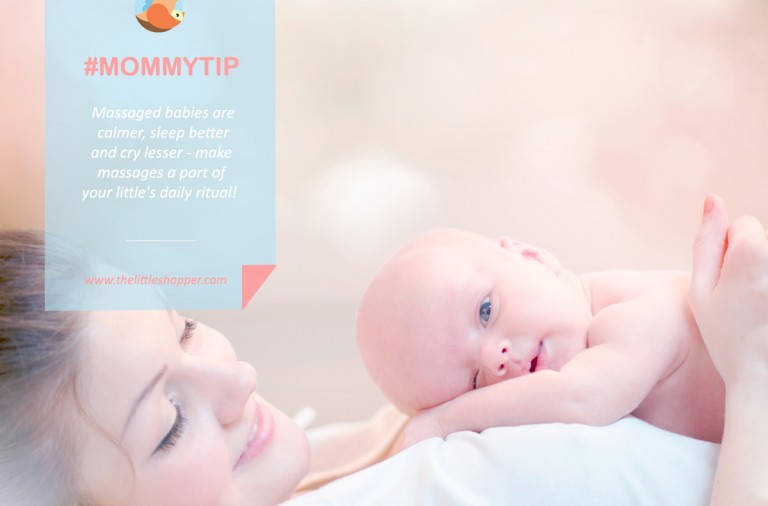 #MOMMYTIP
Massaged babies are
calmer, sleep better
and cry lesser - make
massages a part of
your little's daily ritual!
www.thelittleshopper.com